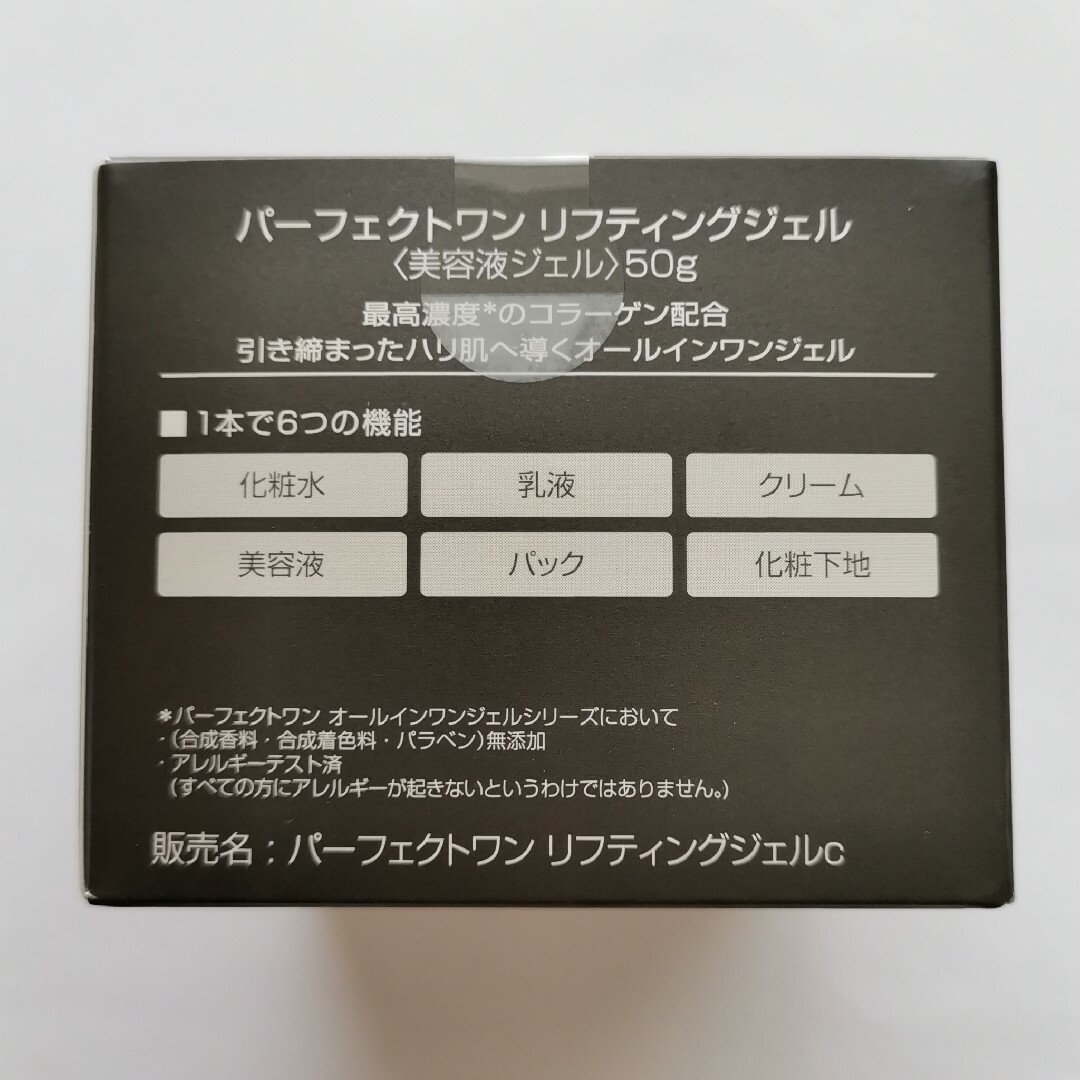 パーフェクトワン リフティングジェル
〈美容液ジェル〉50g
最高濃度*のコラーゲン配合
引き締まったハリ肌へ導くオールインワンジェル
■ 1本で6つの機能
化粧水 乳液 クリーム
美容液 パック 化粧下地
*パーフェクトワン オールインワンジェルシリーズにおいて
・(合成香料・合成着色料・パラベン)無添加
・アレルギーテスト済
(すべての方にアレルギーが起きないというわけではありません。)
販売名：パーフェクトワン リフティングジェルc